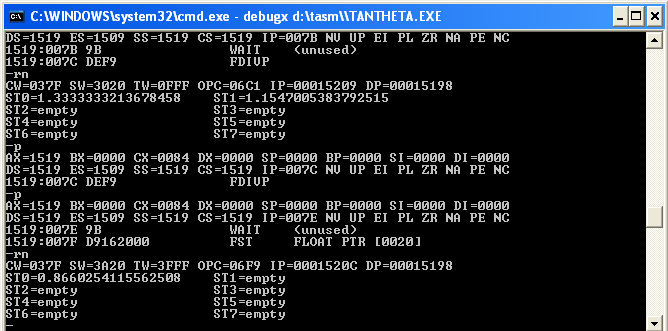 C:\WINDOWS\system32\cmd.exe - debugx d:\tasm\\TANTHETA.EXE
DS=1519 ES=1509 SS=1519 CS=1519 IP=007B NV UP EI PL ZR NA PE NC
1519:007B 9B WAIT (unused)
1519:007C DEF9 FDIVP
-rn
CW=037F SW=3020 TW=0FFF OPC=06C1 IP=00015209 DP=00015198
ST0=1.3333333213678458 ST1=1.1547005383792515
ST2=empty ST3=empty
ST4=empty ST5=empty
ST6=empty ST7=empty
-p
AX=1519 BX=0000 CX=0084 DX=0000 SP=0000 BP=0000 SI=0000 DI=0000
DS=1519 ES=1509 SS=1519 CS=1519 IP=007C NV UP EI PL ZR NA PE NC
1519:007C DEF9 FDIVP
-p
AX=1519 BX=0000 CX=0084 DX=0000 SP=0000 BP=0000 SI=0000 DI=0000
DS=1519 ES=1509 SS=1519 CS=1519 IP=007E NV UP EI PL ZR NA PE NC
1519:007E 9B WAIT (unused)
1519:007F D9162000 FST FLOAT PTR [0020]
-rn
CW=037F SW=3A20 TW=3FFF OPC=06F9 IP=0001520C DP=00015198
ST0=0.8660254115562508 ST1=empty
ST2=empty ST3=empty
ST4=empty ST5=empty
ST6=empty ST7=empty
-